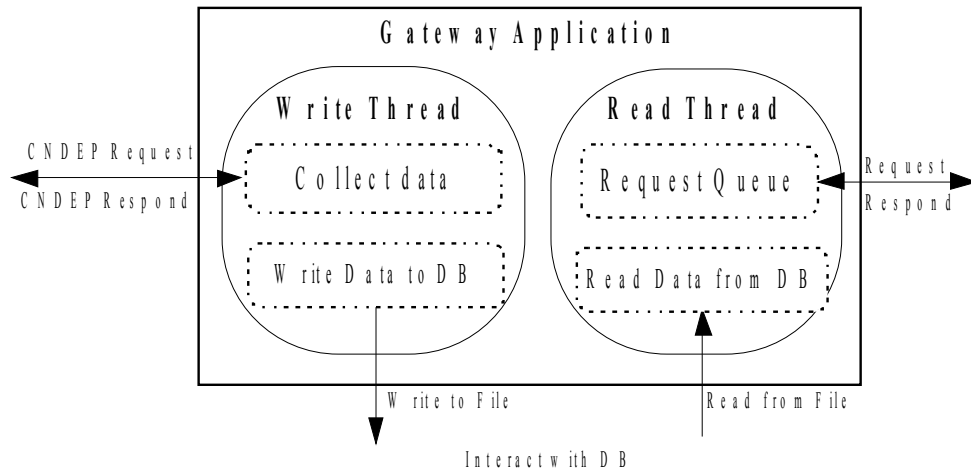 Gateway Application
Write Thread
Read Thread
CNDEP Request
CNDEP Respond
Collect data
Request Queue
Request
Respond
Write Data to DB
Read Data from DB
Write to File
Read from File
Interact with DB